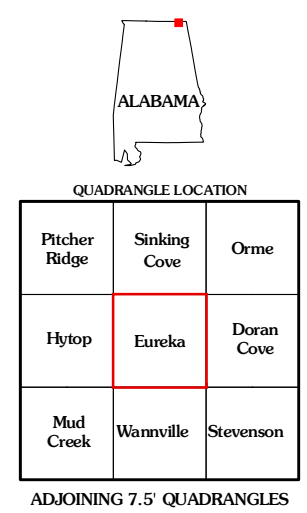 ALABAMA
QUADRANGLE LOCATION
Pitcher
Ridge
Sinking
Cove
Orme
Hytop
Eureka
Doran
Cove
Mud
Creek
Wannville
Stevenson
ADJOINING 7.5' QUADRANGLES